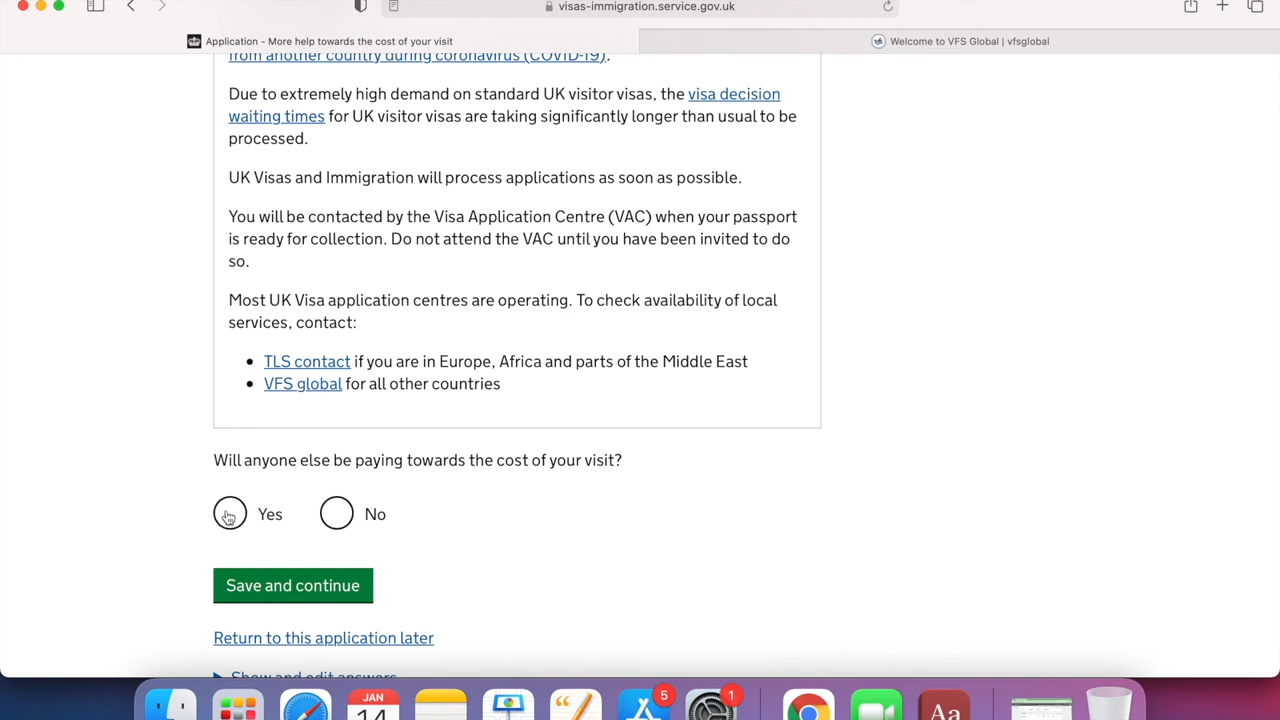 visas-immigration.service.gov.uk
Application - More help towards the cost of your visit
Welcome to VFS Global | vfsglobal
from another country during coronavirus (COVID-19).
Due to extremely high demand on standard UK visitor visas, the visa decision
waiting times for UK visitor visas are taking significantly longer than usual to be
processed.
UK Visas and Immigration will process applications as soon as possible.
You will be contacted by the Visa Application Centre (VAC) when your passport
is ready for collection. Do not attend the VAC until you have been invited to do
so.
Most UK Visa application centres are operating. To check availability of local
services, contact:
• TLS contact if you are in Europe, Africa and parts of the Middle East
• VFS global for all other countries
Will anyone else be paying towards the cost of your visit?
Yes No
Save and continue
Return to this application later
Show and edit answers
5 1
JAN
14
Aa